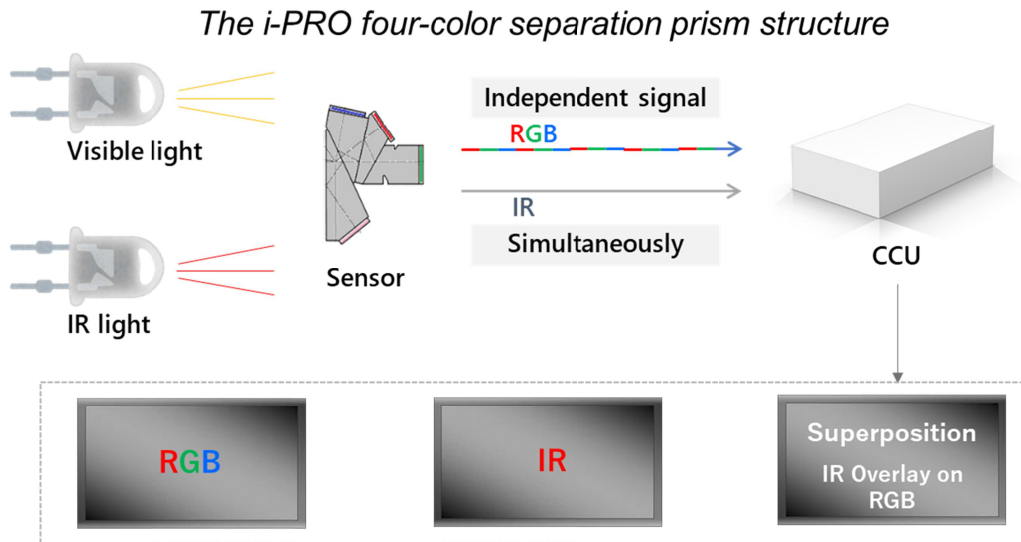 The i-PRO four-color separation prism structure
Visible light
Independent signal
RGB
IR
Simultaneously
Sensor
CCU
IR light
RGB
IR
Superposition
IR Overlay on
RGB